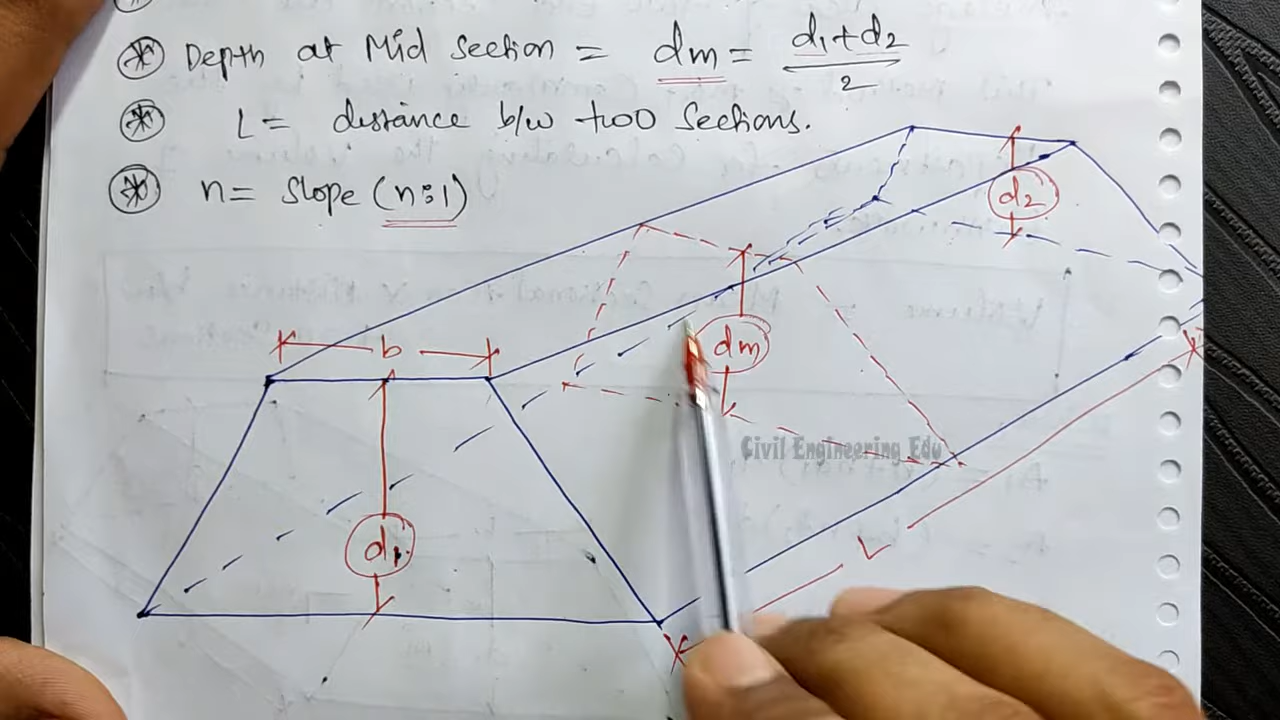 Depth at Mid Section = dm = d1+d2 / 2
L = distance b/w two Sections.
n = Slope (n:1)
d2
b
dm
Civil Engineering Edu
d1
L